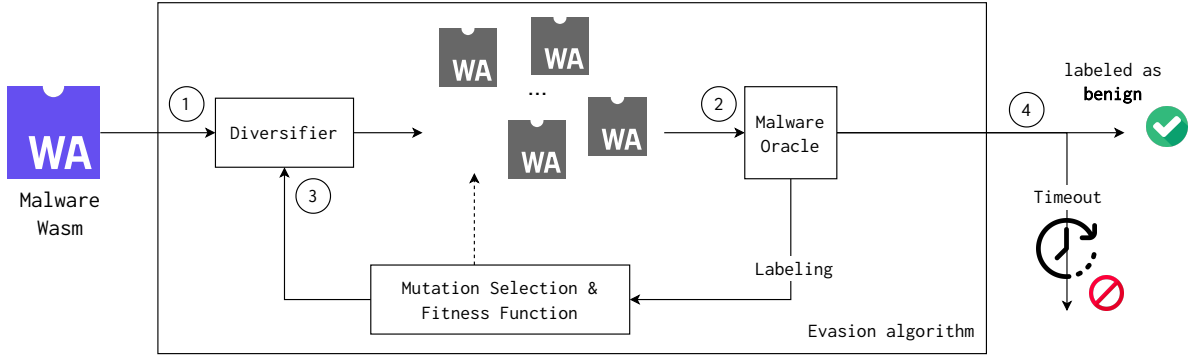 WA
Malware
Wasm
1
Diversifier
WA
WA
...
WA
WA
2
Malware
Oracle
3
Mutation Selection &
Fitness Function
Labeling
Evasion algorithm
4
labeled as
benign
Timeout